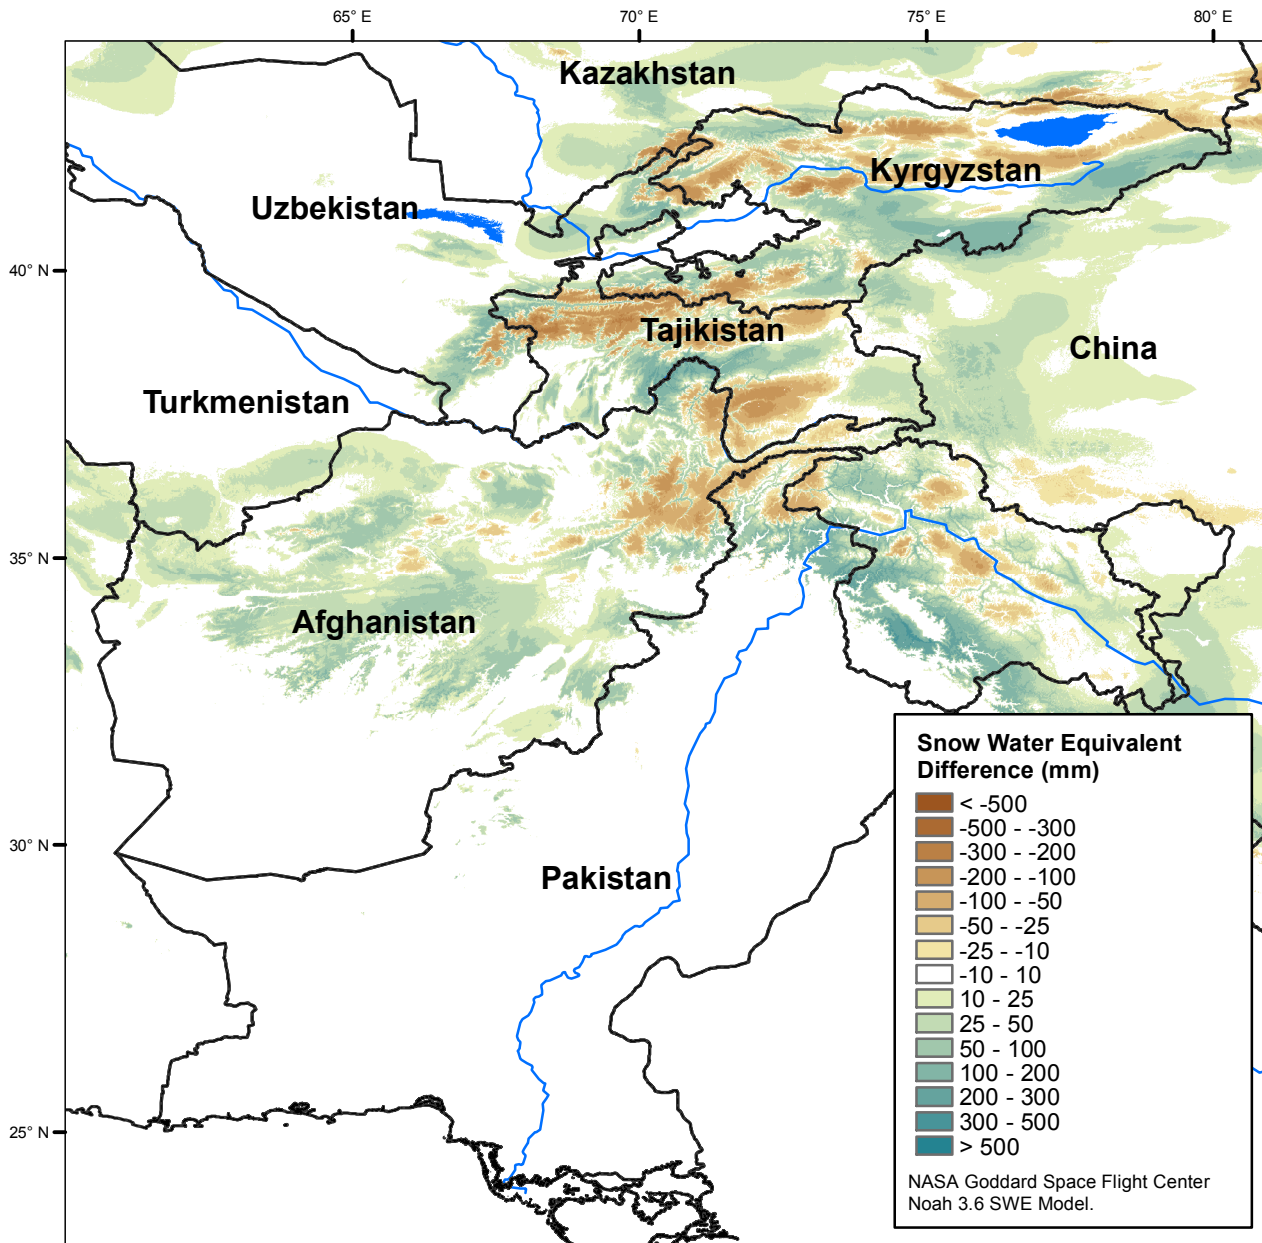 65° E
70° E
75° E
80° E
Kazakhstan
Kyrgyzstan
Uzbekistan
40° N
Tajikistan
China
Turkmenistan
35° N
Afghanistan
30° N
Pakistan
25° N
Snow Water Equivalent
Difference (mm)
< -500
-500 - -300
-300 - -200
-200 - -100
-100 - -50
-50 - -25
-25 - -10
-10 - 10
10 - 25
25 - 50
50 - 100
100 - 200
200 - 300
300 - 500
> 500
NASA Goddard Space Flight Center
Noah 3.6 SWE Model.